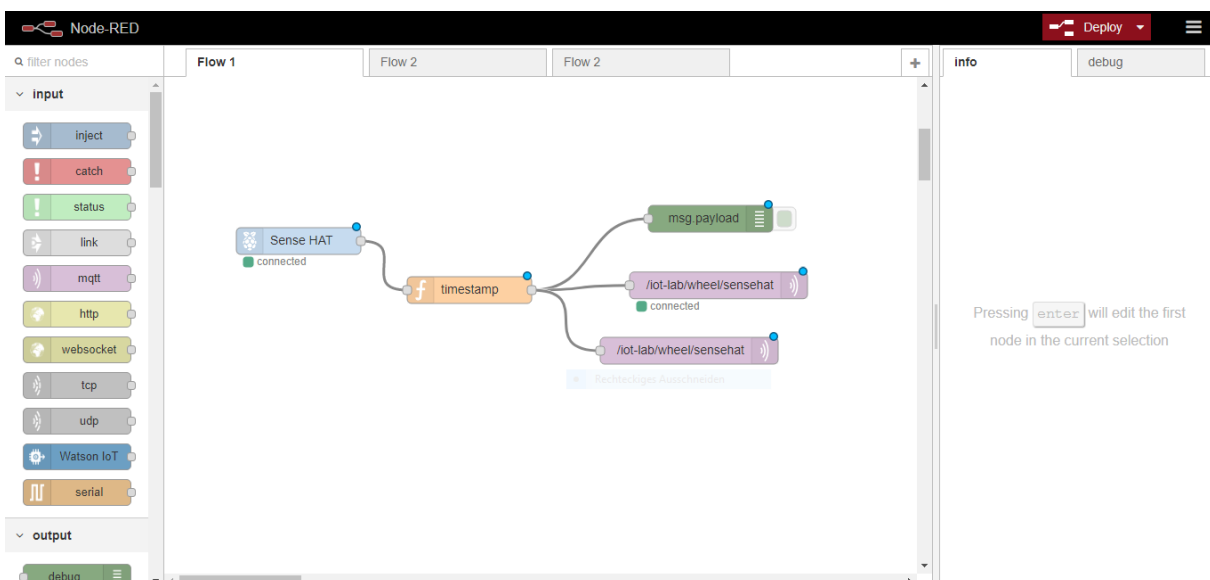 Node-RED
Deploy
filter nodes
Flow 1
Flow 2
Flow 2
+
info
debug
input
inject
catch
status
link
mqtt
http
websocket
tcp
udp
Watson IoT
serial
output
debug
Sense HAT
connected
timestamp
msg.payload
/iot-lab/wheel/sensehat
connected
/iot-lab/wheel/sensehat
Rechteckiges Ausschneiden
Pressing enter will edit the first
node in the current selection